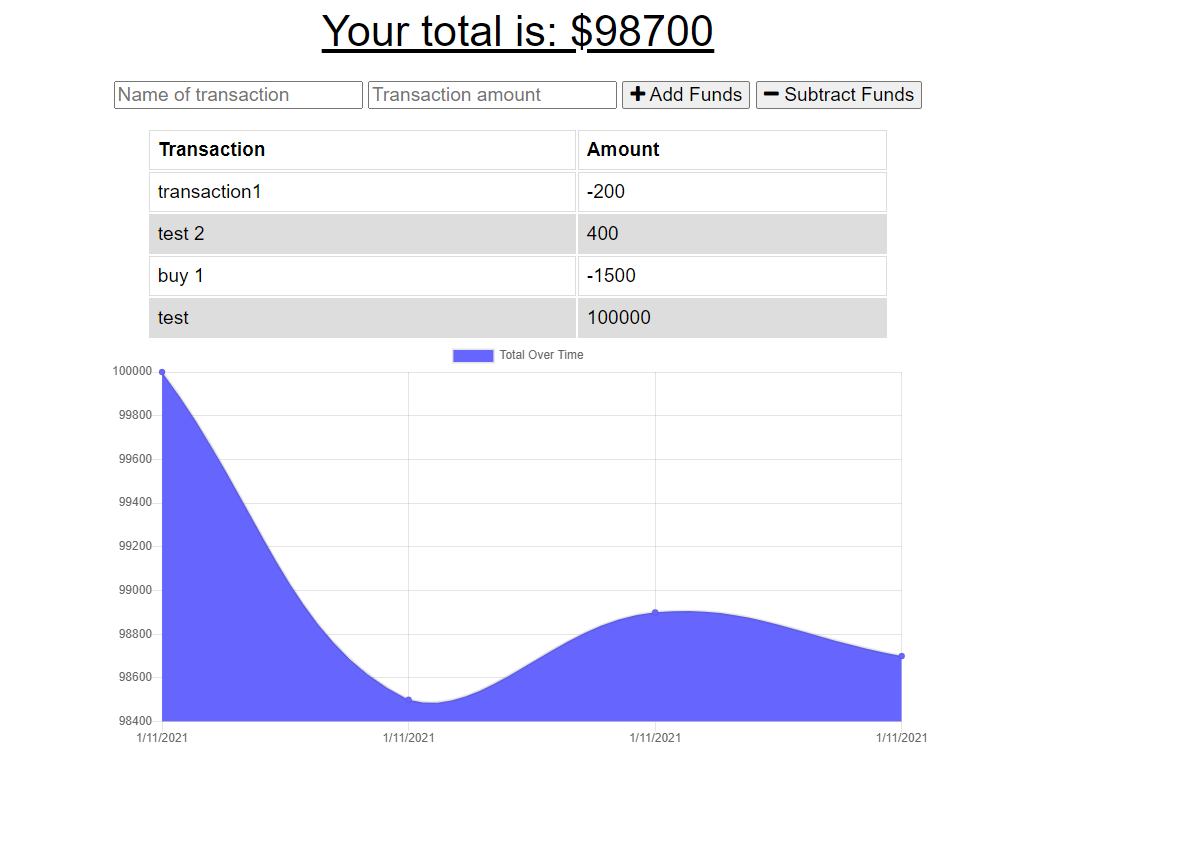 Your total is: $98700
Name of transaction Transaction amount Add Funds Subtract Funds
Transaction Amount
transaction1 -200
test 2 400
buy 1 -1500
test 100000
Total Over Time
100000
99800
99600
99400
99200
99000
98800
98600
98400
1/11/2021 1/11/2021 1/11/2021 1/11/2021